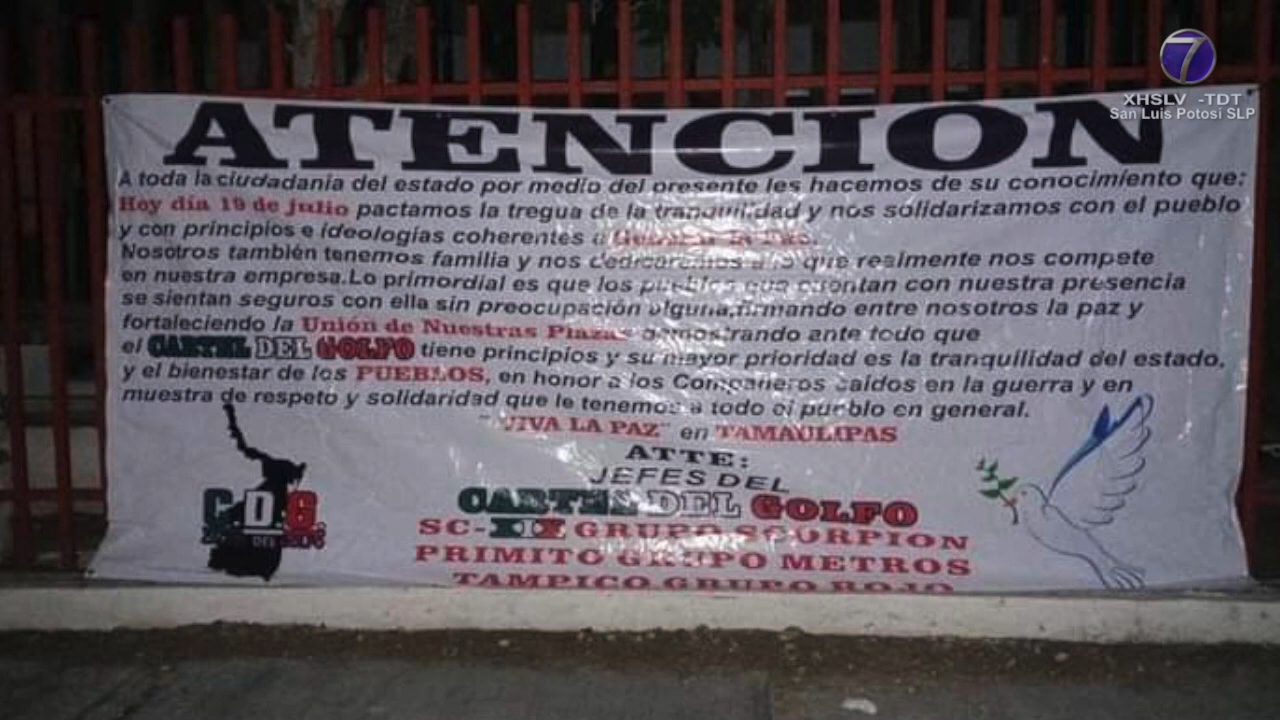 7
XHSLV -TDT
San Luis Potosi SLP
ATENCION
A toda la ciudadania del estado por medio del presente les hacemos de su conocimiento que:
Hoy día 19 de julio pactamos la tregua de la tranquilidad y nos solidarizamos con el pueblo
y con principios e ideologías coherentes a
Nosotros también tenemos familia y nos dedicaremos a lo que realmente nos compete
en nuestra empresa.Lo primordial es que los pueblos que cuentan con nuestra presencia
se sientan seguros con ella sin preocupación alguna,firmando entre nosotros la paz y
fortaleciendo la Unión de Nuestras Plazas demostrando ante todo que
el CARTEL DEL GOLFO tiene principios y su mayor prioridad es la tranquilidad del estado,
y el bienestar de los PUEBLOS, en honor a los Compañeros caidos en la guerra y en
muestra de respeto y solidaridad que le tenemos a todo el pueblo en general.
"VIVA LA PAZ" en TAMAULIPAS
ATTE:
JEFES DEL
CARTEL DEL GOLFO
SC-III GRUPO SCORPION
PRIMITO GRUPO METROS
TAMPICO GRUPO ROJO
C.D.G
DEL